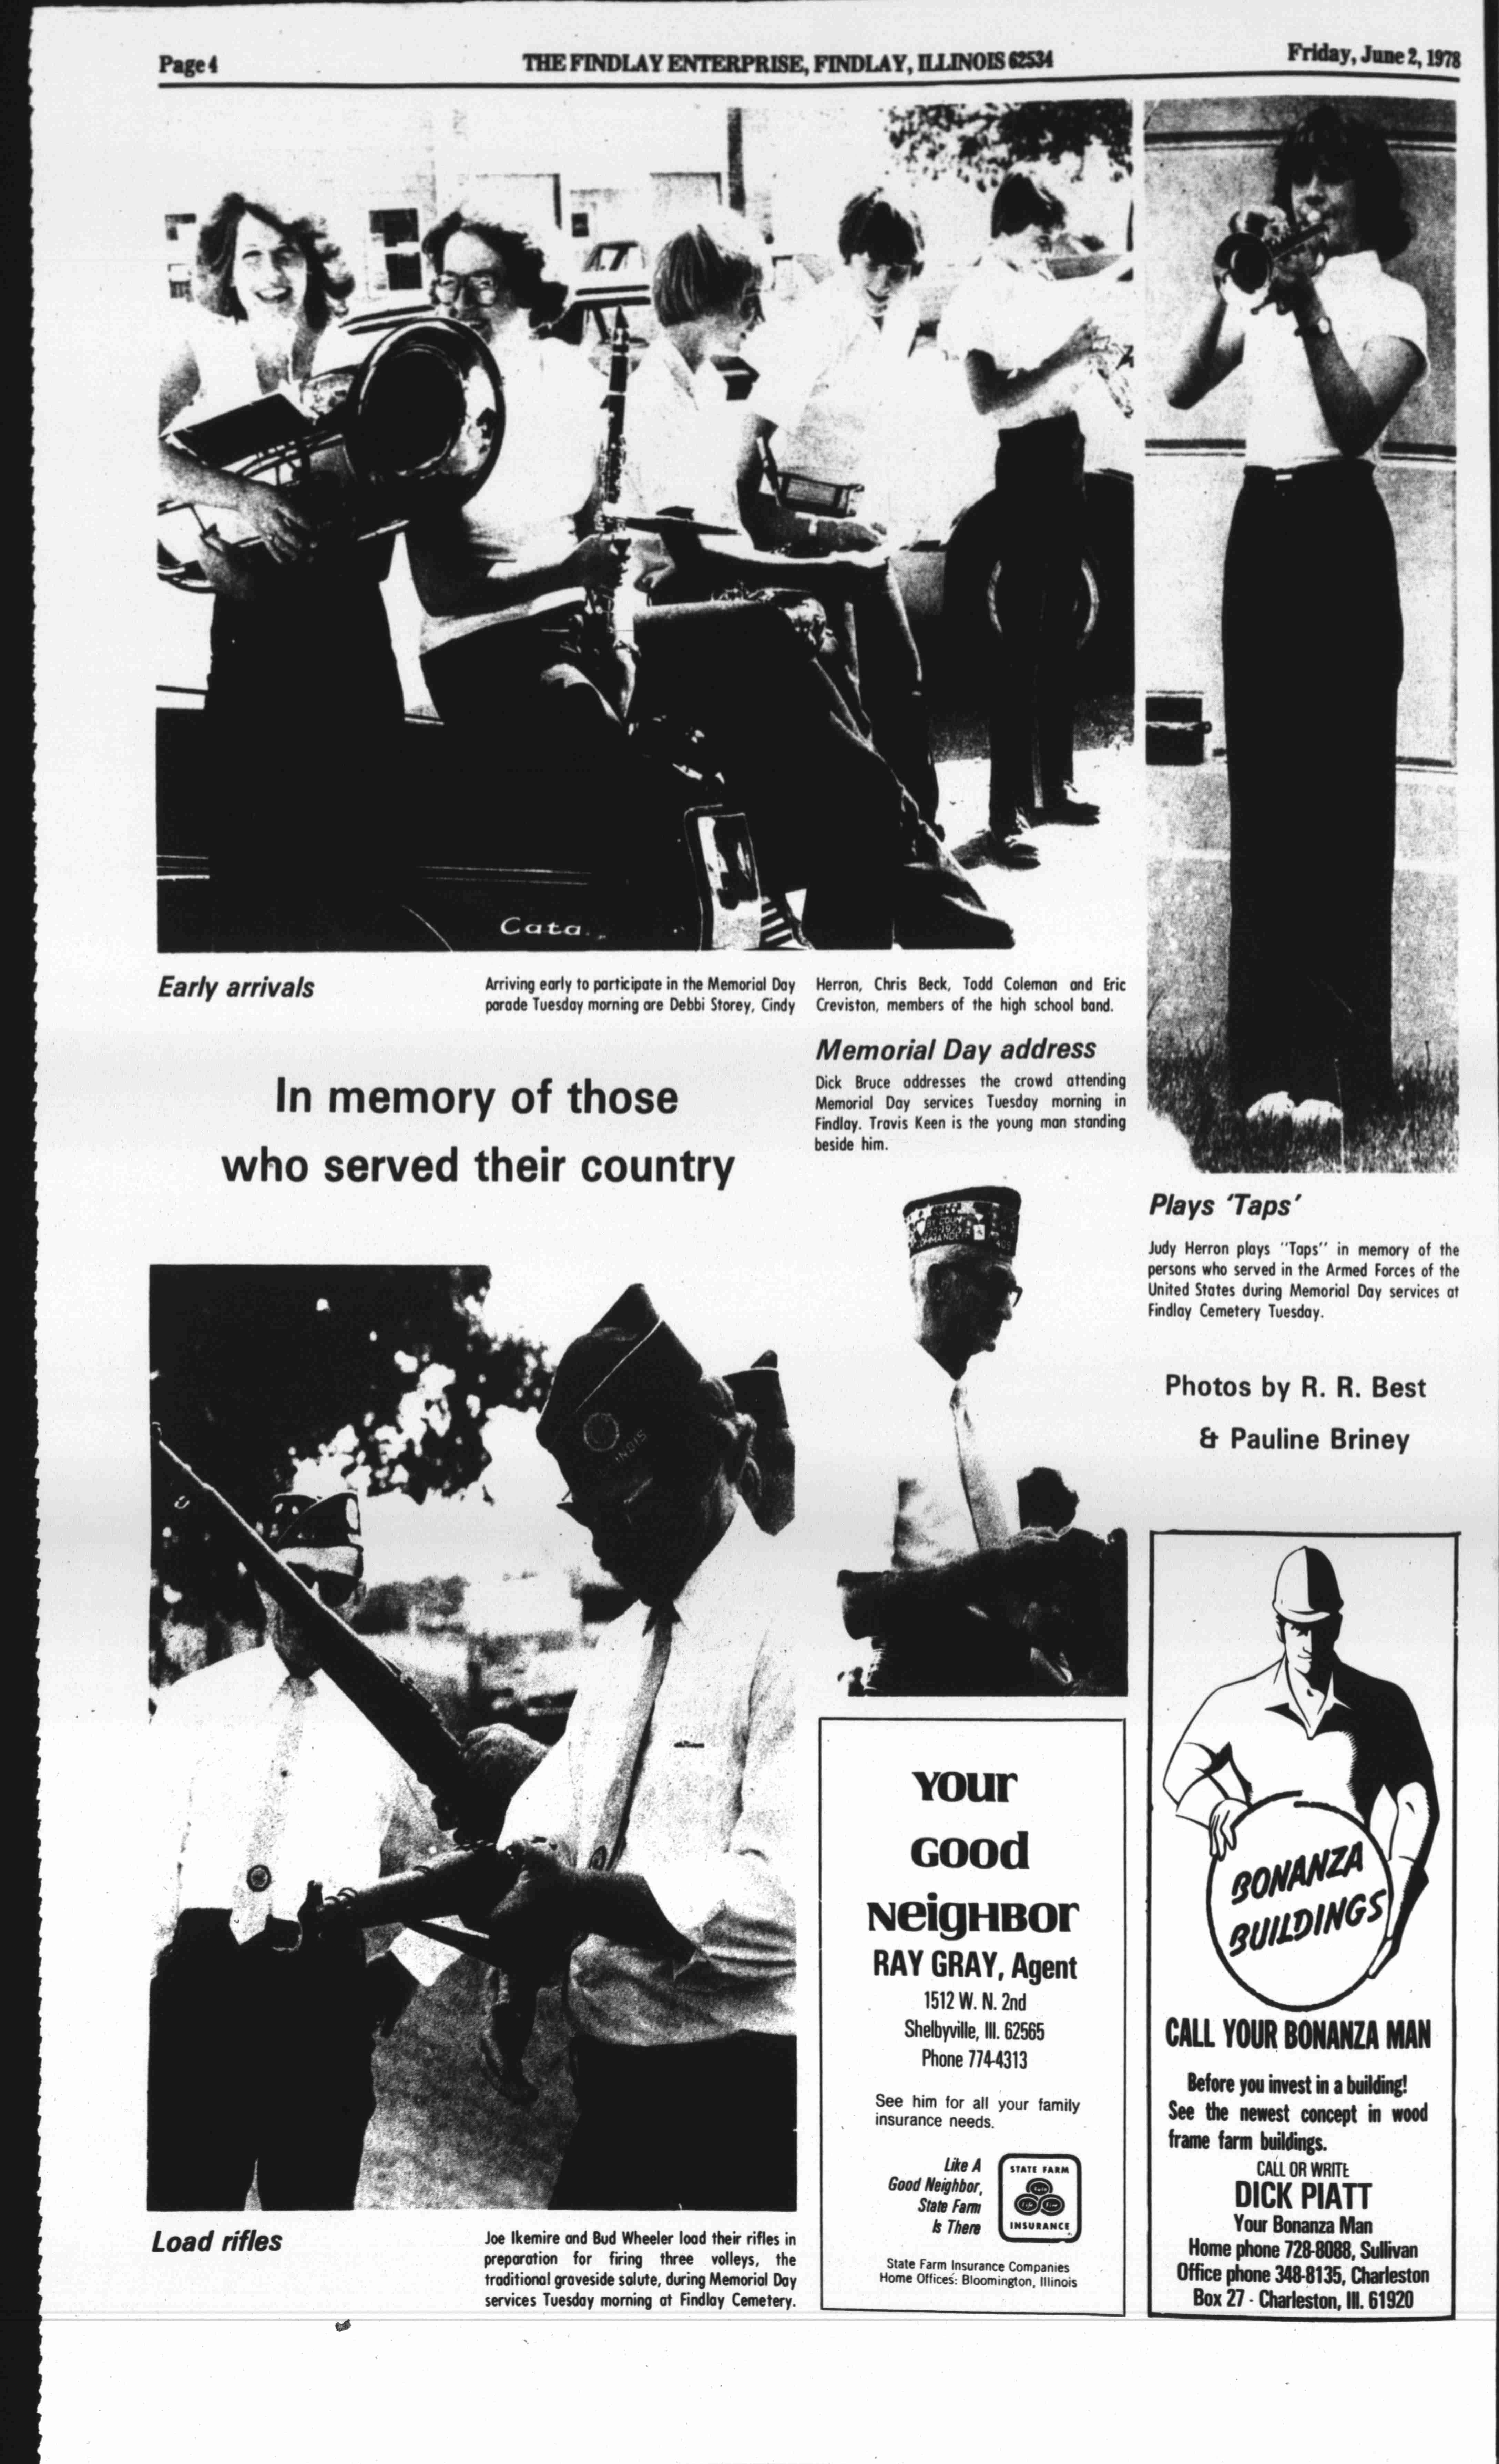 Page 4
THE FINDLAY ENTERPRISE, FINDLAY, ILLINOIS 62534
Friday, June 2, 1978
Cata
Early arrivals
Arriving early to participate in the Memorial Day
parade Tuesday morning are Debbi Storey, Cindy
Herron, Chris Beck, Todd Coleman and Eric
Creviston, members of the high school band.
In memory of those
who served their country
Memorial Day address
Dick Bruce addresses the crowd attending
Memorial Day services Tuesday morning in
Findlay. Travis Keen is the young man standing
beside him.
COMMANDER
Plays 'Taps'
Judy Herron plays "Taps" in memory of the
persons who served in the Armed Forces of the
United States during Memorial Day services at
Findlay Cemetery Tuesday.
Photos by R. R. Best
& Pauline Briney
Load rifles
Joe Ikemire and Bud Wheeler load their rifles in
preparation for firing three volleys, the
traditional graveside salute, during Memorial Day
services Tuesday morning at Findlay Cemetery.
Your
Good
Neighbor
RAY GRAY, Agent
1512 W. N. 2nd
Shelbyville, Ill. 62565
Phone 774-4313
See him for all your family
insurance needs.
Like A
Good Neighbor,
State Farm
Is There
STATE FARM
INSURANCE
State Farm Insurance Companies
Home Offices: Bloomington, Illinois
BONANZA
BUILDINGS
CALL YOUR BONANZA MAN
Before you invest in a building!
See the newest concept in wood
frame farm buildings.
CALL OR WRITE
DICK PIATT
Your Bonanza Man
Home phone 728-8088, Sullivan
Office phone 348-8135, Charleston
Box 27 - Charleston, Ill. 61920